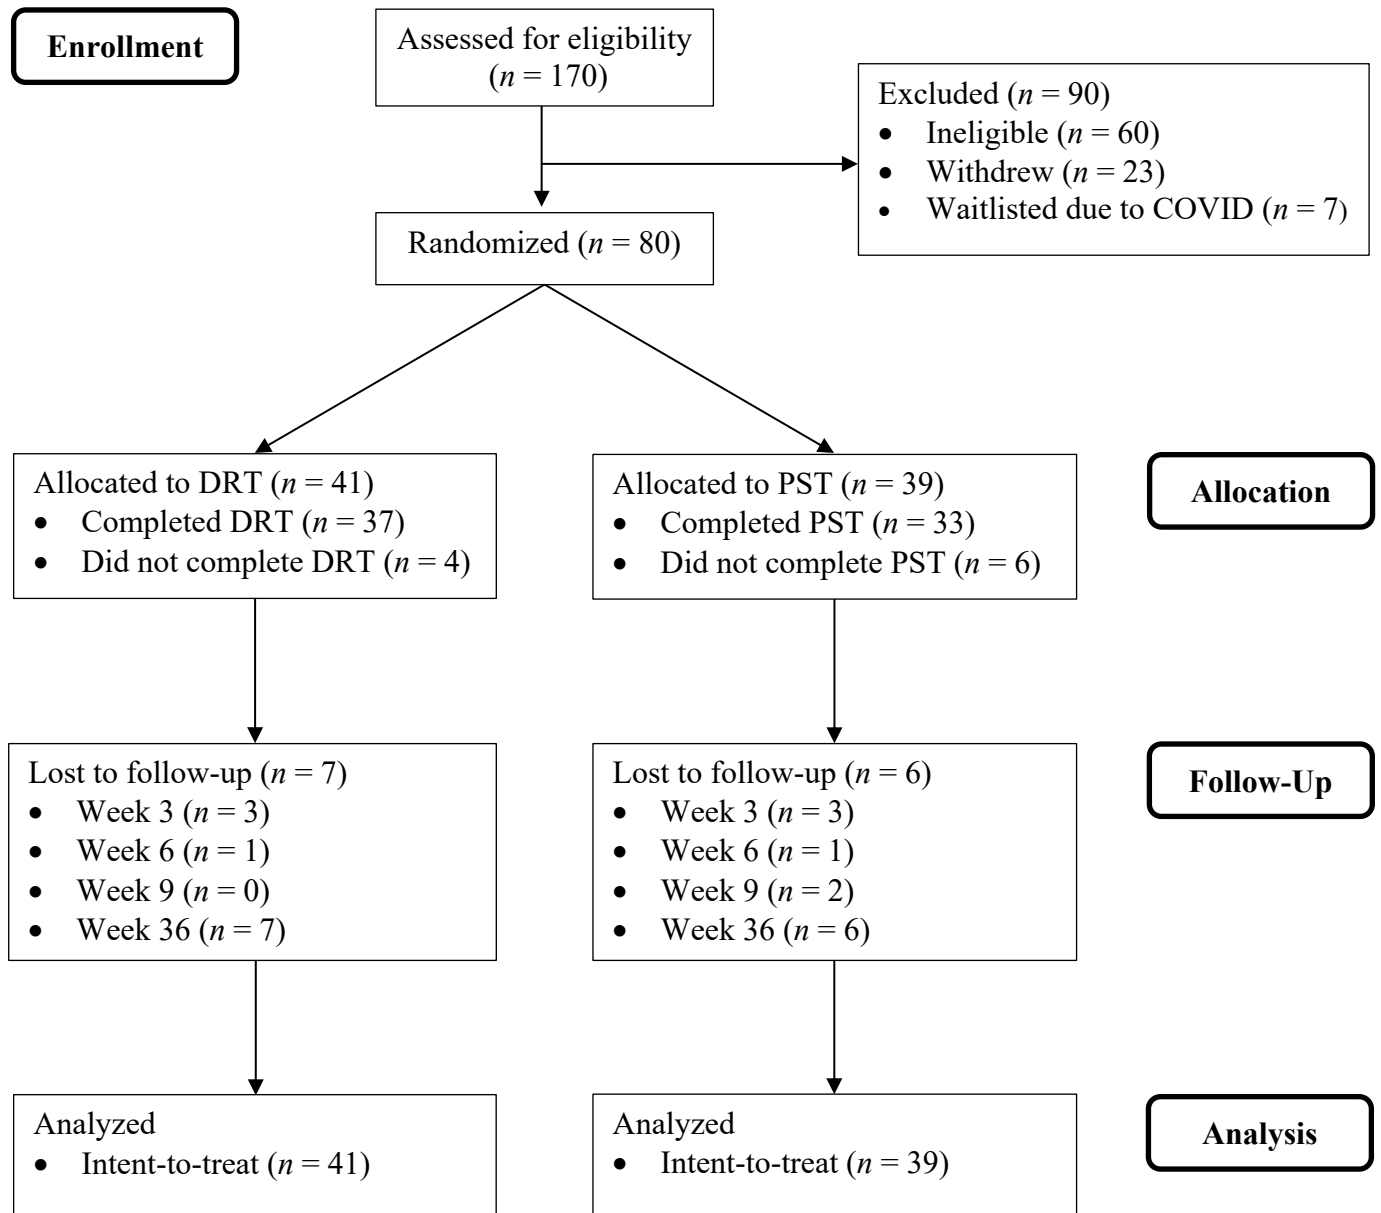 Enrollment
Assessed for eligibility
(n = 170)
Excluded (n = 90)
• Ineligible (n = 60)
• Withdrew (n = 23)
• Waitlisted due to COVID (n = 7)
Randomized (n = 80)
Allocated to DRT (n = 41)
• Completed DRT (n = 37)
• Did not complete DRT (n = 4)
Allocated to PST (n = 39)
• Completed PST (n = 33)
• Did not complete PST (n = 6)
Allocation
Lost to follow-up (n = 7)
• Week 3 (n = 3)
• Week 6 (n = 1)
• Week 9 (n = 0)
• Week 36 (n = 7)
Lost to follow-up (n = 6)
• Week 3 (n = 3)
• Week 6 (n = 1)
• Week 9 (n = 2)
• Week 36 (n = 6)
Follow-Up
Analyzed
• Intent-to-treat (n = 41)
Analyzed
• Intent-to-treat (n = 39)
Analysis